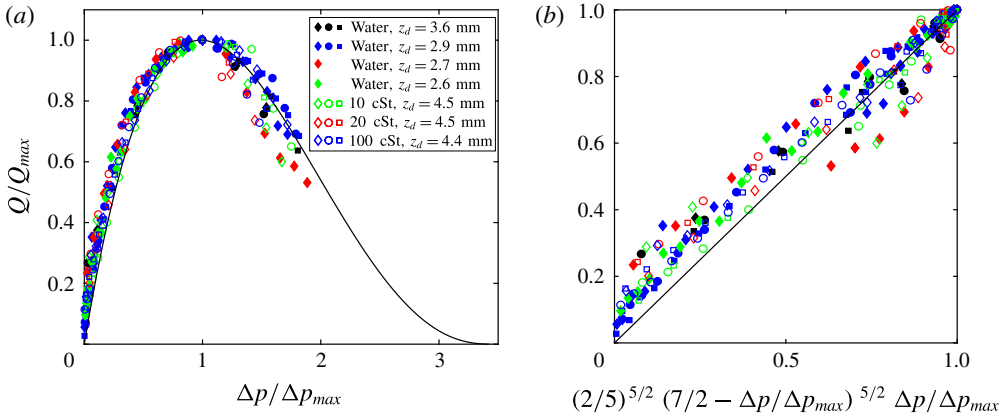 (a)
1.0
0.8
0.6
0.4
0.2
0
1
2
3
Q/Q_max
Δp/Δp_max
Water, z_d = 3.6 mm
Water, z_d = 2.9 mm
Water, z_d = 2.7 mm
Water, z_d = 2.6 mm
10 cSt, z_d = 4.5 mm
20 cSt, z_d = 4.5 mm
100 cSt, z_d = 4.4 mm
(b)
1.0
0.8
0.6
0.4
0.2
0
0.5
1.0
(2/5)^5/2 (7/2 − Δp/Δp_max)^5/2 Δp/Δp_max